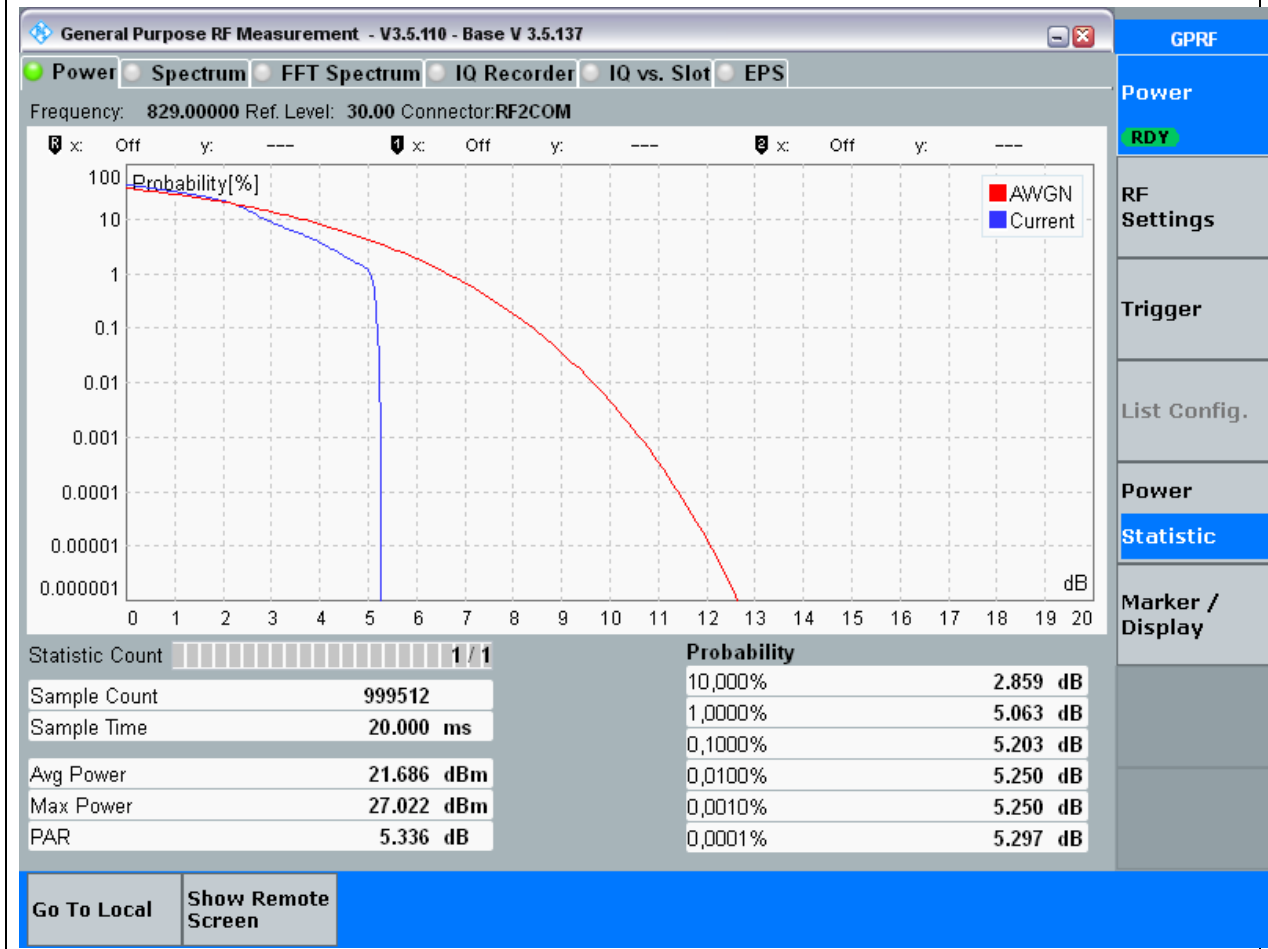 General Purpose RF Measurement - V3.5.110 - Base V 3.5.137
GPRF
Power Spectrum FFT Spectrum IQ Recorder IQ vs. Slot EPS
Frequency: 829.00000 Ref. Level: 30.00 Connector:RF2COM
R x: Off y: --- 1 x: Off y: --- 2 x: Off y: ---
Probability[%]
AWGN
Current
100
10
1
0.1
0.01
0.001
0.0001
0.00001
0.000001
dB
0 1 2 3 4 5 6 7 8 9 10 11 12 13 14 15 16 17 18 19 20
Statistic Count 1 / 1
Sample Count 999512
Sample Time 20.000 ms
Avg Power 21.686 dBm
Max Power 27.022 dBm
PAR 5.336 dB
Probability
10,000% 2.859 dB
1,0000% 5.063 dB
0,1000% 5.203 dB
0,0100% 5.250 dB
0,0010% 5.250 dB
0,0001% 5.297 dB
Power
RDY
RF
Settings
Trigger
List Config.
Power
Statistic
Marker /
Display
Go To Local
Show Remote
Screen